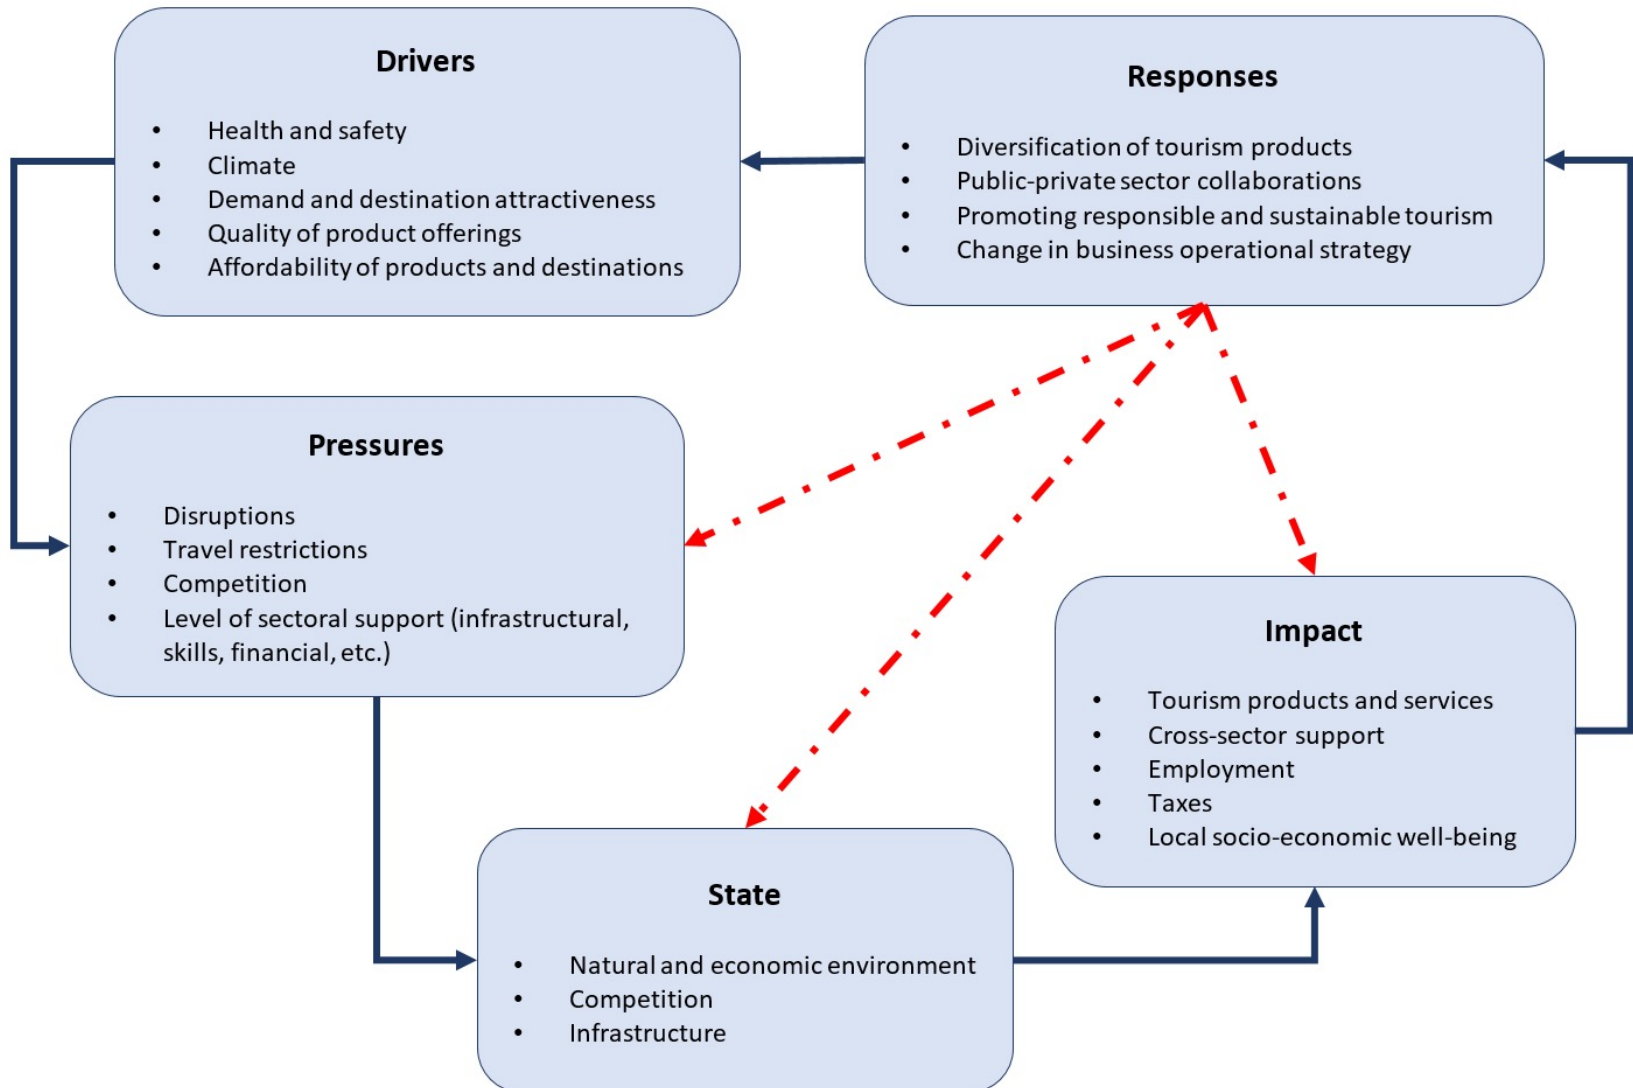 Drivers
• Health and safety
• Climate
• Demand and destination attractiveness
• Quality of product offerings
• Affordability of products and destinations
Responses
• Diversification of tourism products
• Public-private sector collaborations
• Promoting responsible and sustainable tourism
• Change in business operational strategy
Pressures
• Disruptions
• Travel restrictions
• Competition
• Level of sectoral support (infrastructural,
skills, financial, etc.)
Impact
• Tourism products and services
• Cross-sector support
• Employment
• Taxes
• Local socio-economic well-being
State
• Natural and economic environment
• Competition
• Infrastructure